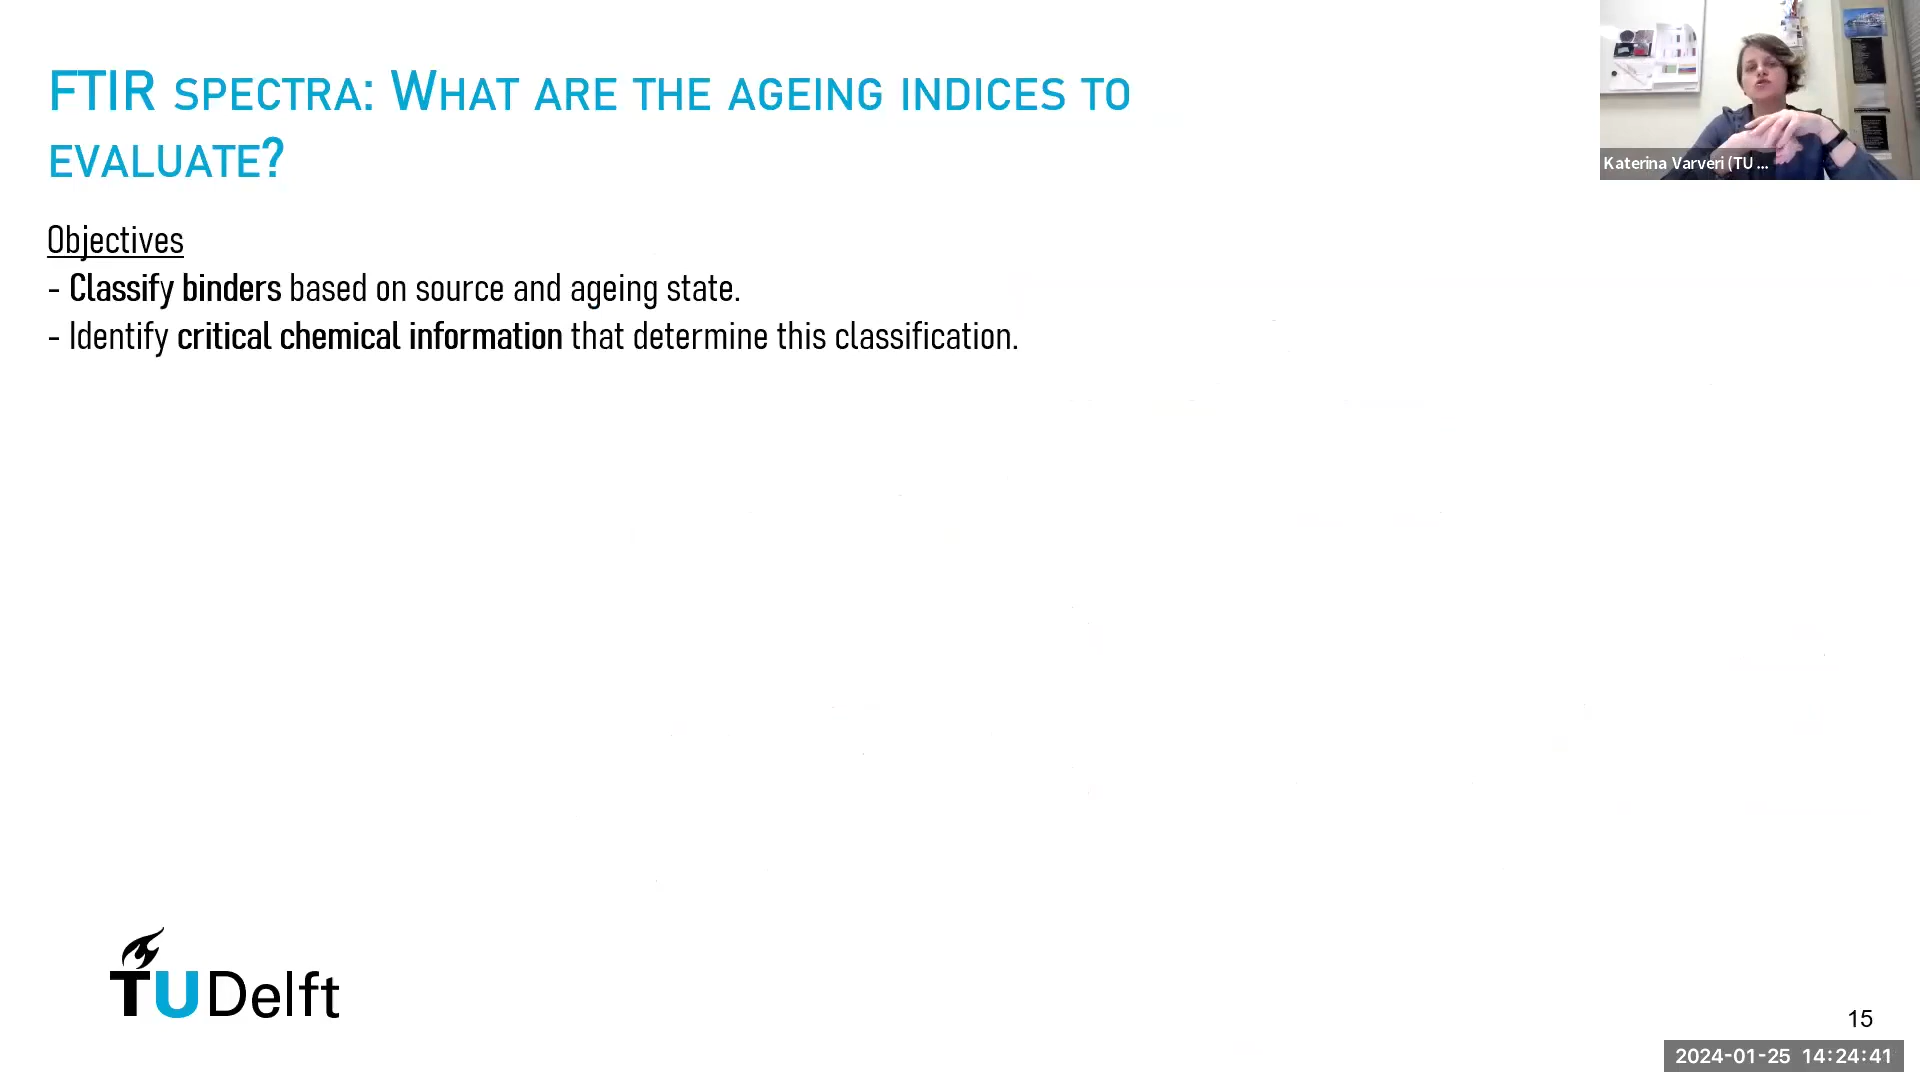 FTIR SPECTRA: WHAT ARE THE AGEING INDICES TO
EVALUATE?
Objectives
- Classify binders based on source and ageing state.
- Identify critical chemical information that determine this classification.
Katerina Varveri (TU ...
TUDelft
15
2024-01-25 14:24:41